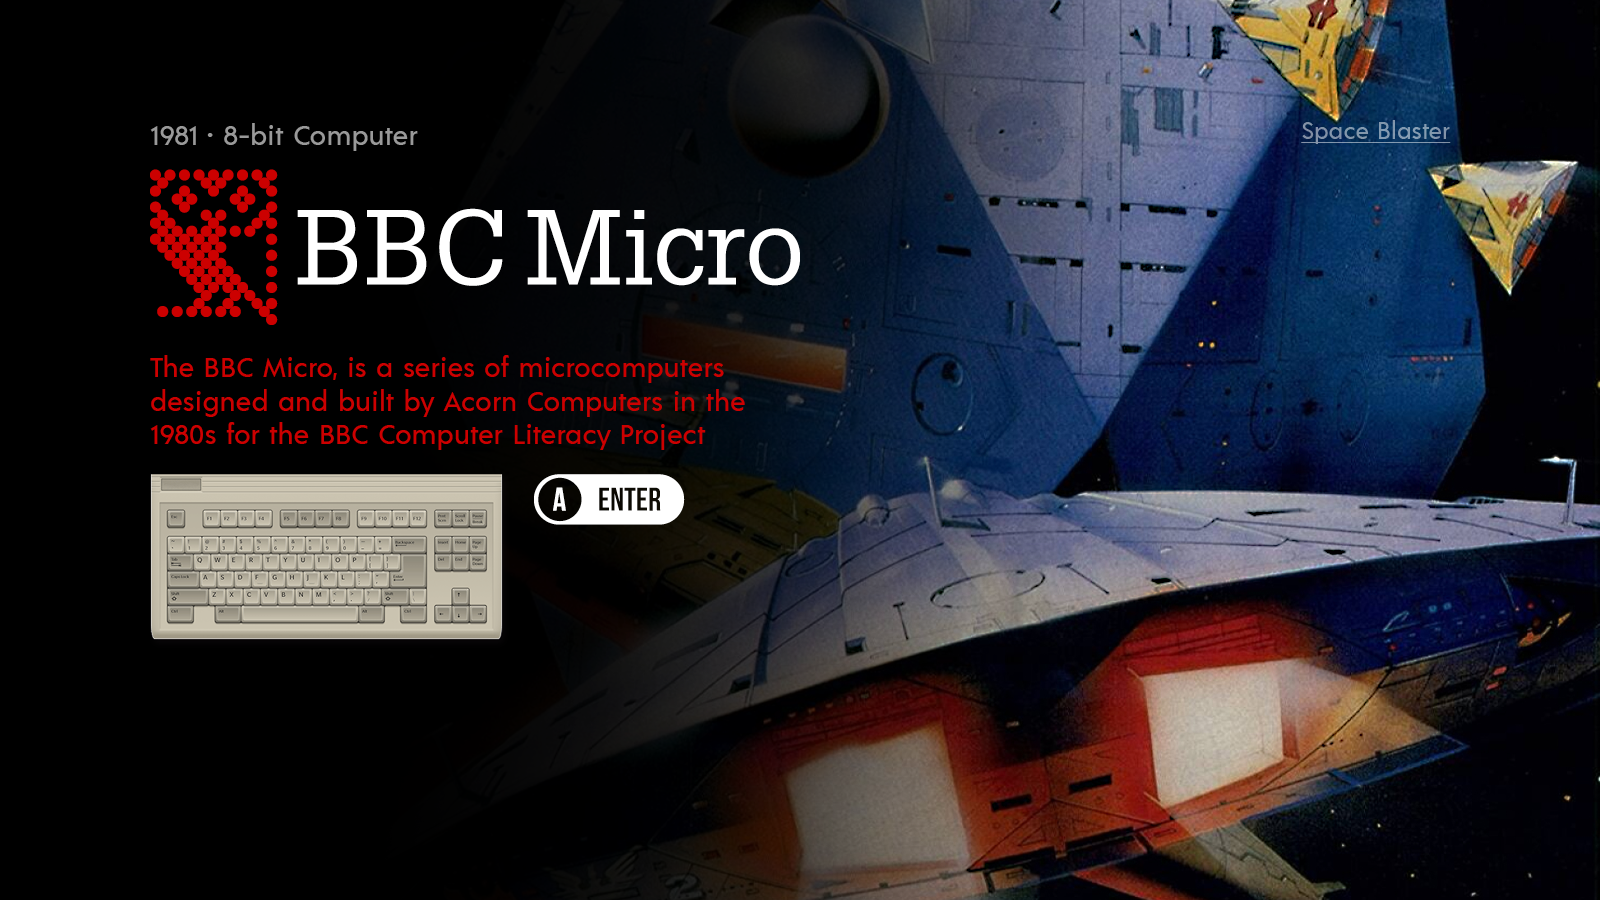 1981 · 8-bit Computer
Space Blaster
BBC Micro
The BBC Micro, is a series of microcomputers
designed and built by Acorn Computers in the
1980s for the BBC Computer Literacy Project
A ENTER
Q W E R T Y U I O P
A S D F G H J K L
Z X C V B N M